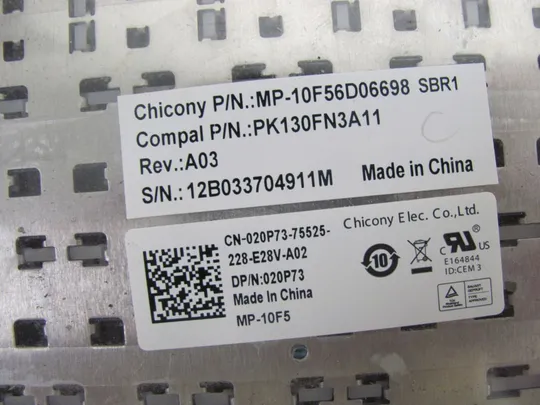 Chicony P/N.:MP-10F56D06698 SBR1
Compal P/N.:PK130FN3A11
Rev.:A03
S/N.: 12B033704911M Made in China
CN-020P73-75525-
228-E28V-A02
DP/N:020P73
Made In China
MP-10F5
Chicony Elec. Co.,Ltd.
10
c RU US
E164844
ID:CEM 3